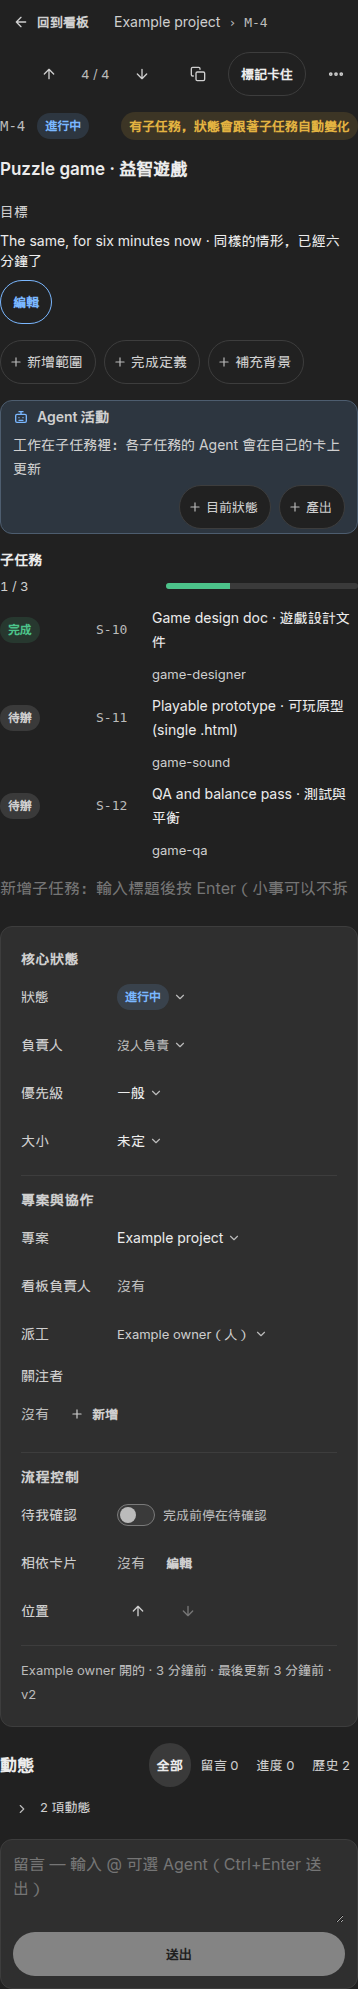 回到看板 Example project › M-4
4 / 4 標記卡住
M-4 進行中 有子任務，狀態會跟著子任務自動變化
Puzzle game · 益智遊戲
目標
The same, for six minutes now · 同樣的情形，已經六
分鐘了
編輯
新增範圍 完成定義 補充背景
Agent 活動
工作在子任務裡：各子任務的 Agent 會在自己的卡上
更新
目前狀態 產出
子任務
1 / 3
完成 S-10 Game design doc · 遊戲設計文
件
game-designer
待辦 S-11 Playable prototype · 可玩原型
(single .html)
game-sound
待辦 S-12 QA and balance pass · 測試與
平衡
game-qa
新增子任務：輸入標題後按 Enter（小事可以不拆
核心狀態
狀態 進行中
負責人 沒人負責
優先級 一般
大小 未定
專案與協作
專案 Example project
看板負責人 沒有
派工 Example owner（人）
關注者
沒有 新增
流程控制
待我確認 完成前停在待確認
相依卡片 沒有 編輯
位置
Example owner 開的 · 3 分鐘前 · 最後更新 3 分鐘前 ·
v2
動態 全部 留言 0 進度 0 歷史 2
2 項動態
留言 — 輸入 @ 可選 Agent（Ctrl+Enter 送
出）
送出